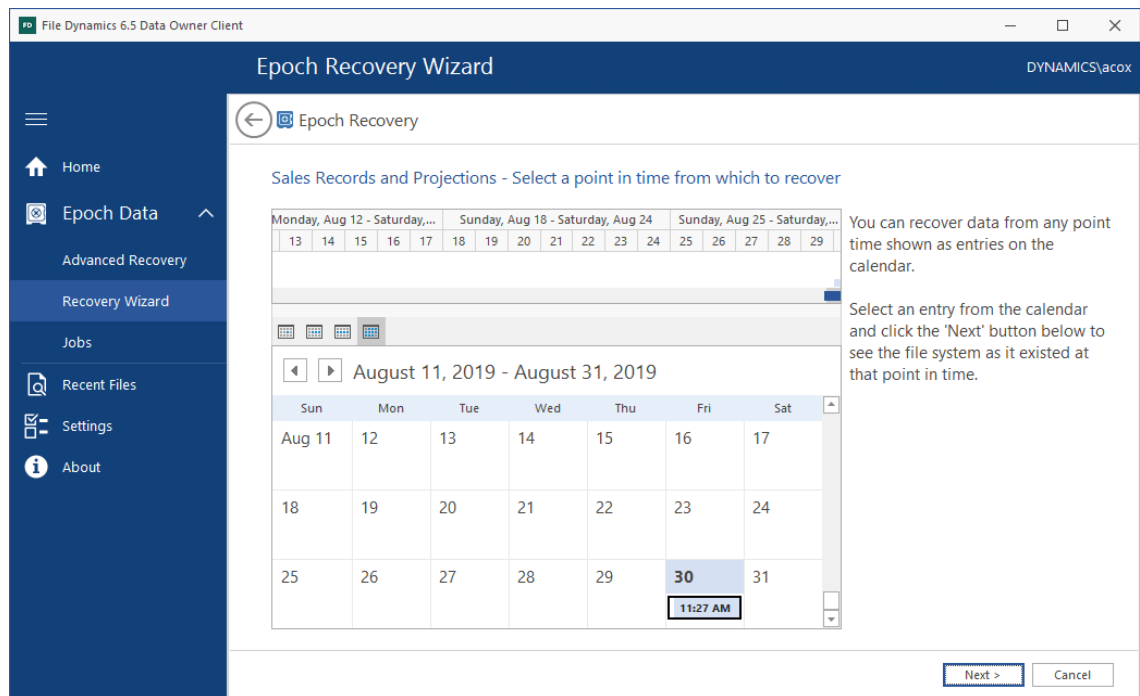 FD File Dynamics 6.5 Data Owner Client
Epoch Recovery Wizard
DYNAMICS\acox
Epoch Recovery
Home
Epoch Data
Advanced Recovery
Recovery Wizard
Jobs
Recent Files
Settings
About
Sales Records and Projections - Select a point in time from which to recover
Monday, Aug 12 - Saturday,... Sunday, Aug 18 - Saturday, Aug 24 Sunday, Aug 25 - Saturday,...
13 14 15 16 17 18 19 20 21 22 23 24 25 26 27 28 29
August 11, 2019 - August 31, 2019
Sun Mon Tue Wed Thu Fri Sat
Aug 11 12 13 14 15 16 17
18 19 20 21 22 23 24
25 26 27 28 29 30 31
11:27 AM
You can recover data from any point
time shown as entries on the
calendar.
Select an entry from the calendar
and click the 'Next' button below to
see the file system as it existed at
that point in time.
Next >
Cancel